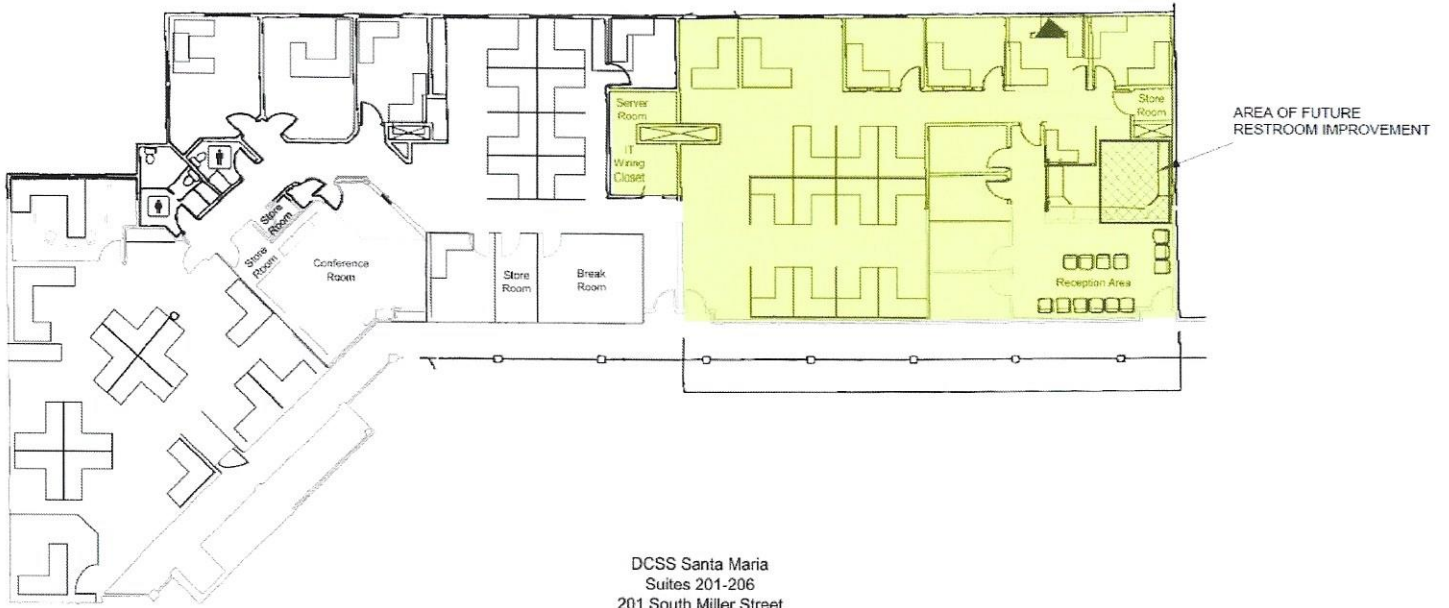 Server
Room
IT
Wiring
Closet
Store
Room
AREA OF FUTURE
RESTROOM IMPROVEMENT
Store
Room
Store
Room
Conference
Room
Store
Room
Break
Room
Reception Area
DCSS Santa Maria
Suites 201-206
201 South Miller Street